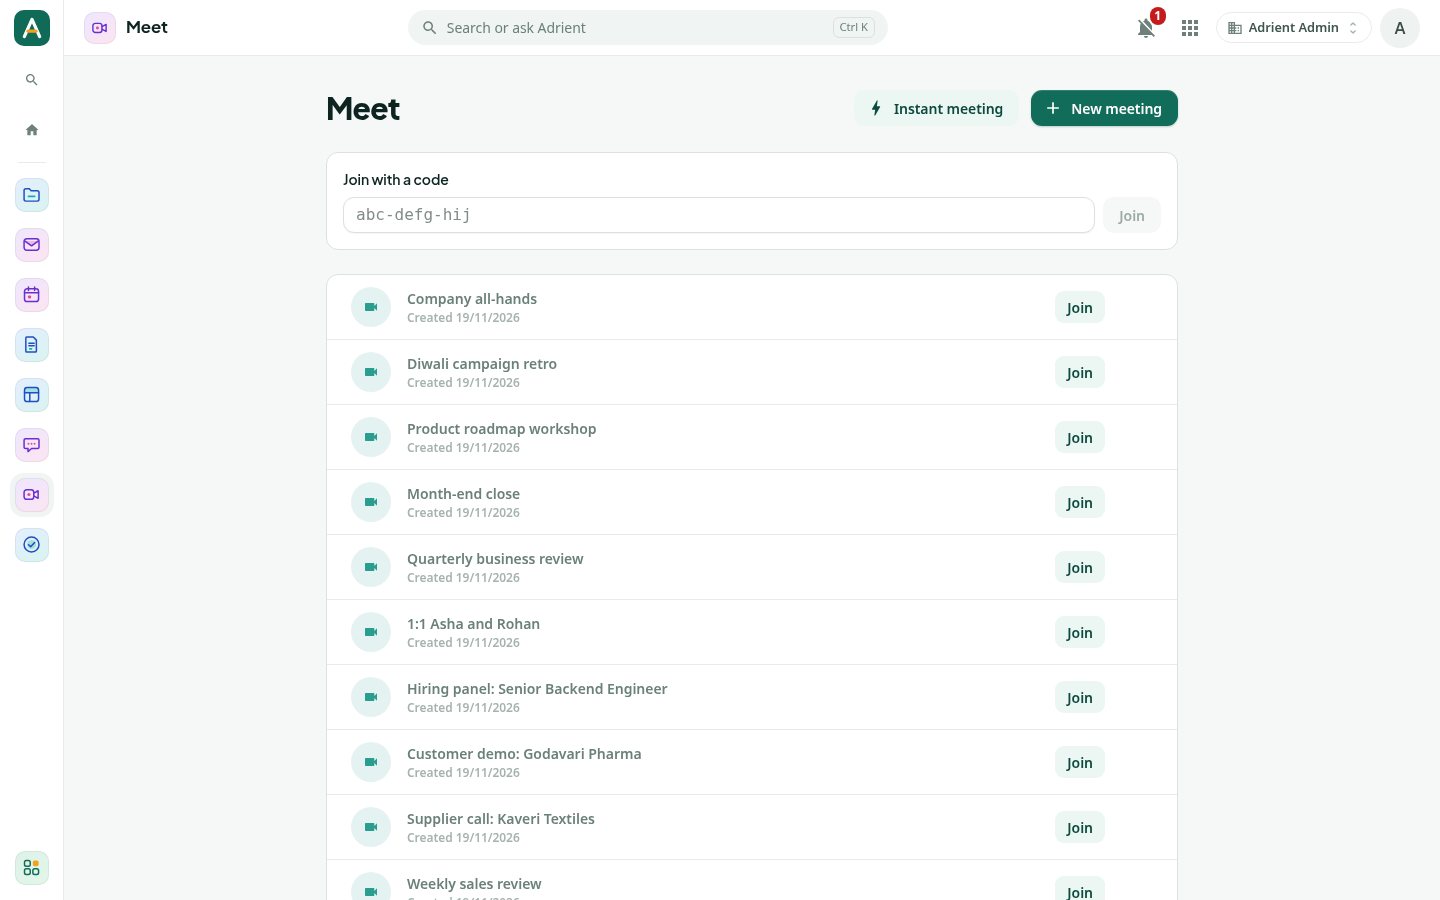 Meet
Search or ask Adrient
Ctrl K
1
Adrient Admin
A
Meet
Instant meeting
New meeting
Join with a code
abc-defg-hij
Join
Company all-hands
Created 19/11/2026
Join
Diwali campaign retro
Created 19/11/2026
Join
Product roadmap workshop
Created 19/11/2026
Join
Month-end close
Created 19/11/2026
Join
Quarterly business review
Created 19/11/2026
Join
1:1 Asha and Rohan
Created 19/11/2026
Join
Hiring panel: Senior Backend Engineer
Created 19/11/2026
Join
Customer demo: Godavari Pharma
Created 19/11/2026
Join
Supplier call: Kaveri Textiles
Created 19/11/2026
Join
Weekly sales review
Join